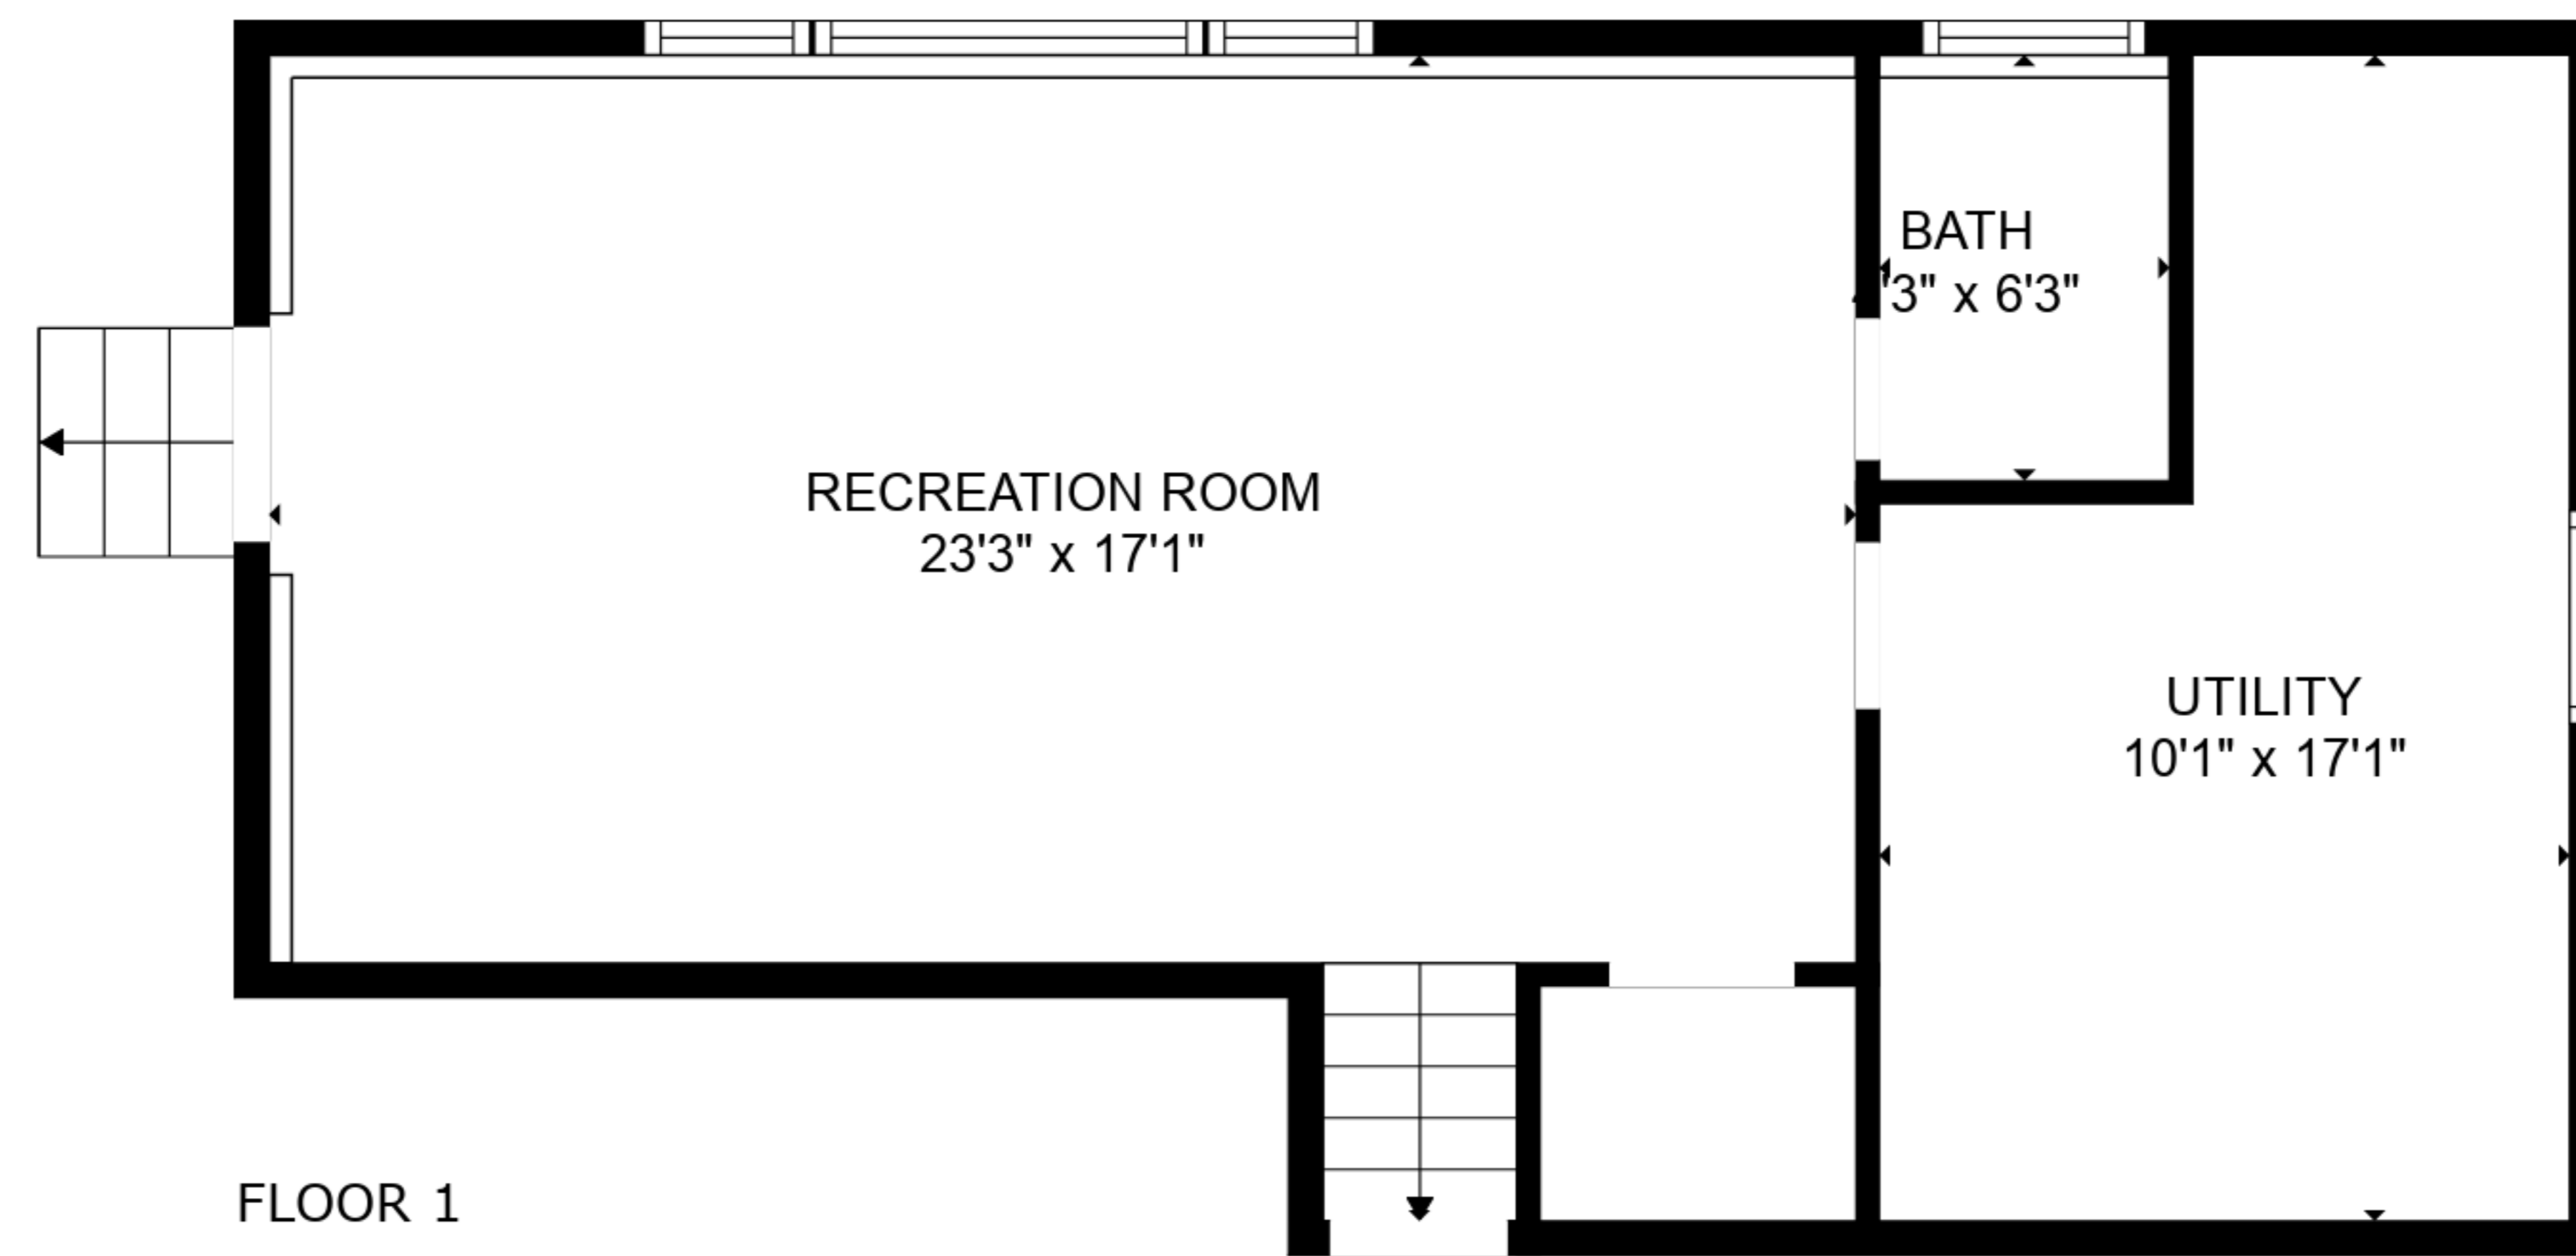 BATH
'3" x 6'3"
RECREATION ROOM
23'3" x 17'1"
UTILITY
10'1" x 17'1"
FLOOR 1